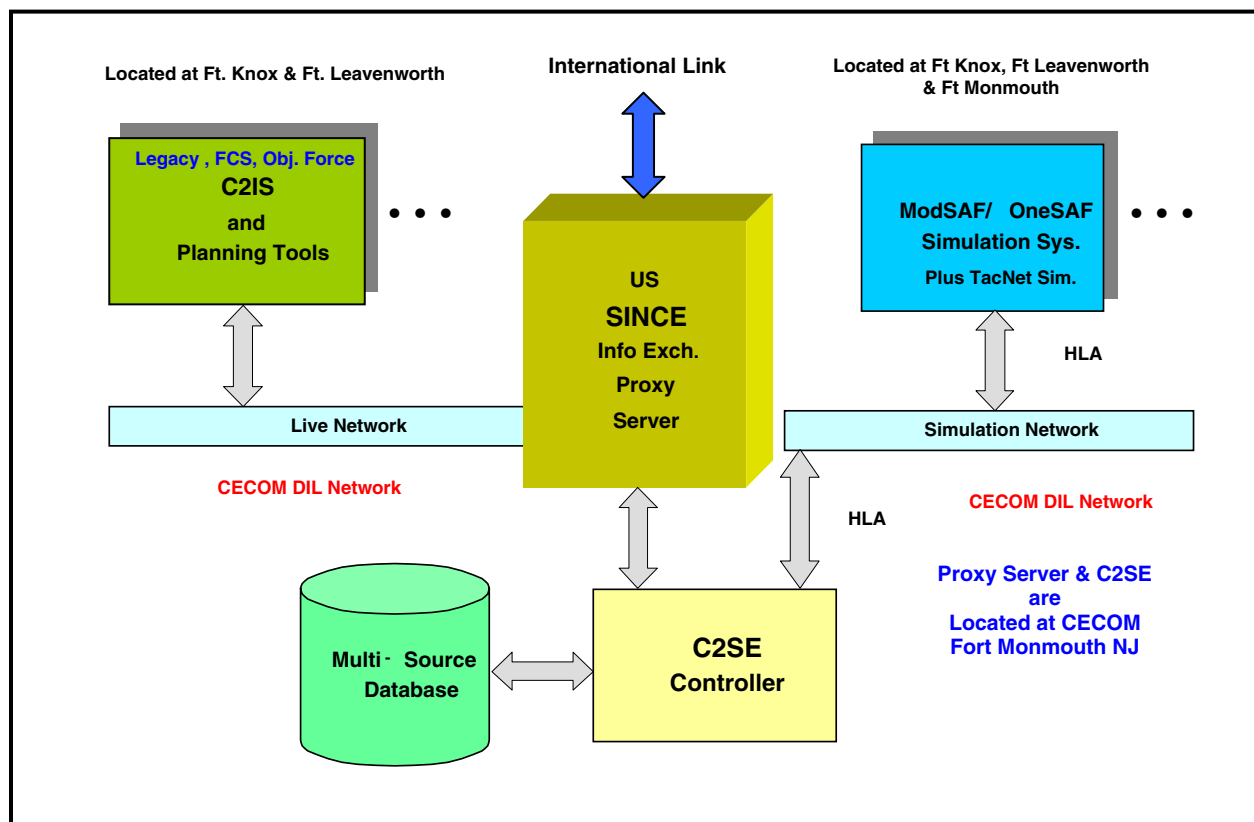 Located at Ft. Knox & Ft. Leavenworth
International Link
Located at Ft Knox, Ft Leavenworth
& Ft Monmouth
Legacy , FCS, Obj. Force
C2IS
and
Planning Tools
• • •
US
SINCE
Info Exch.
Proxy
Server
ModSAF/ OneSAF
Simulation Sys.
Plus TacNet Sim.
• • •
HLA
Live Network
Simulation Network
CECOM DIL Network
HLA
CECOM DIL Network
Proxy Server & C2SE
are
Located at CECOM
Fort Monmouth NJ
Multi - Source
Database
C2SE
Controller